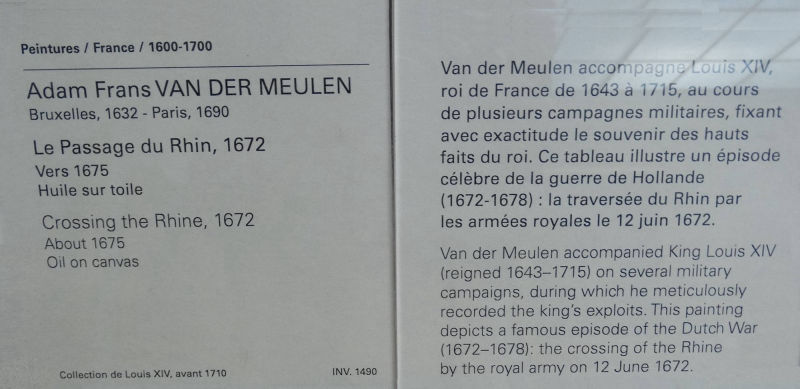 Peintures / France / 1600-1700
Adam Frans VAN DER MEULEN
Bruxelles, 1632 - Paris, 1690
Le Passage du Rhin, 1672
Vers 1675
Huile sur toile
Crossing the Rhine, 1672
About 1675
Oil on canvas
Collection de Louis XIV, avant 1710
INV. 1490
Van der Meulen accompagne Louis XIV,
roi de France de 1643 à 1715, au cours
de plusieurs campagnes militaires, fixant
avec exactitude le souvenir des hauts
faits du roi. Ce tableau illustre un épisode
célèbre de la guerre de Hollande
(1672-1678) : la traversée du Rhin par
les armées royales le 12 juin 1672.
Van der Meulen accompanied King Louis XIV
(reigned 1643–1715) on several military
campaigns, during which he meticulously
recorded the king's exploits. This painting
depicts a famous episode of the Dutch War
(1672–1678): the crossing of the Rhine
by the royal army on 12 June 1672.